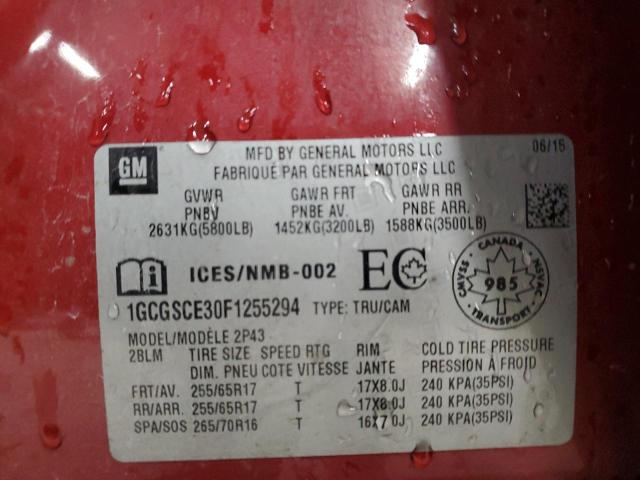 GM
MFD BY GENERAL MOTORS LLC
06/15
FABRIQUÉ PAR GENERAL MOTORS LLC
GVWR GAWR FRT GAWR RR
PNBV PNBE AV. PNBE ARR.
2631KG(5800LB) 1452KG(3200LB) 1588KG(3500LB)
ICES/NMB-002
EC
CANADA
CMVSS NSVAC
985
TRANSPORT
1GCGSCE30F1255294 TYPE: TRU/CAM
MODEL/MODÈLE 2P43
2BLM TIRE SIZE SPEED RTG RIM COLD TIRE PRESSURE
DIM. PNEU COTE VITESSE JANTE PRESSION À FROID
FRT/AV. 255/65R17 T 17X8.0J 240 KPA(35PSI)
RR/ARR. 255/65R17 T 17X8.0J 240 KPA(35PSI)
SPA/SOS 265/70R16 T 16X7.0J 240 KPA(35PSI)